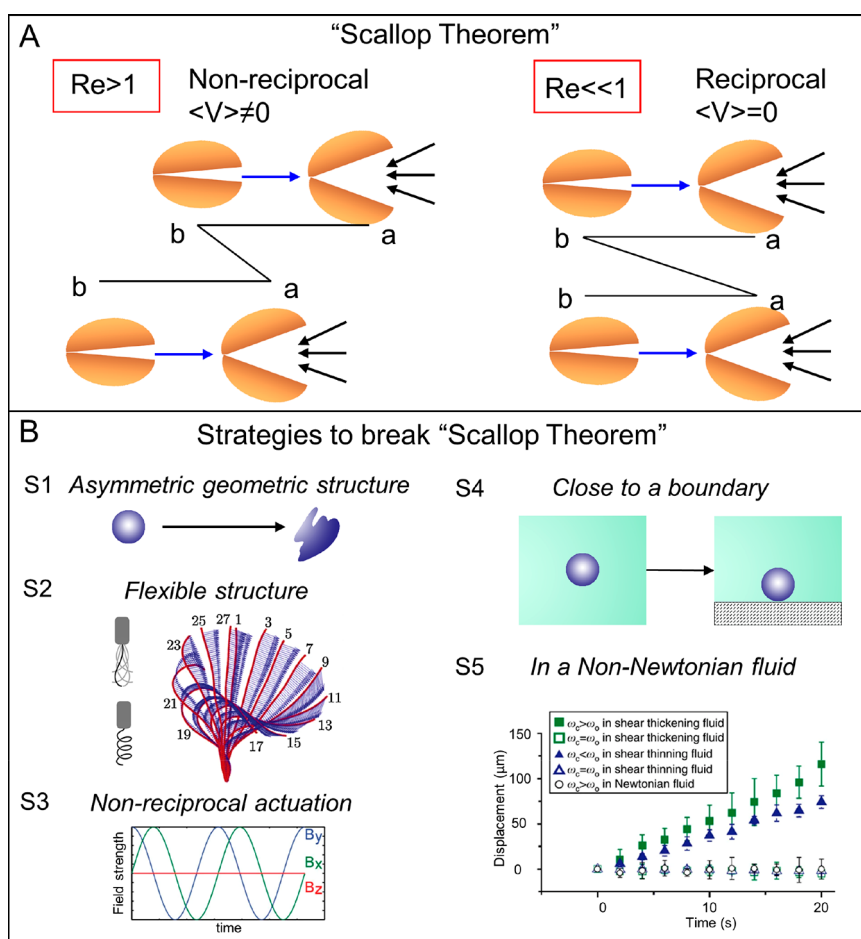 A
“Scallop Theorem”
Re>1
Non-reciprocal
<V>≠0
Re<<1
Reciprocal
<V>=0
b
a
b
a
b
a
b
a
B
Strategies to break “Scallop Theorem”
S1
Asymmetric geometric structure
S2
Flexible structure
25
27
1
3
5
7
9
11
13
15
17
19
21
23
S3
Non-reciprocal actuation
Field strength
By
Bx
Bz
time
S4
Close to a boundary
S5
In a Non-Newtonian fluid
ωc>ωo in shear thickening fluid
ωc=ωo in shear thickening fluid
ωc<ωo in shear thinning fluid
ωc=ωo in shear thinning fluid
ωc>ωo in Newtonian fluid
Displacement (µm)
150
100
50
0
0
10
20
Time (s)